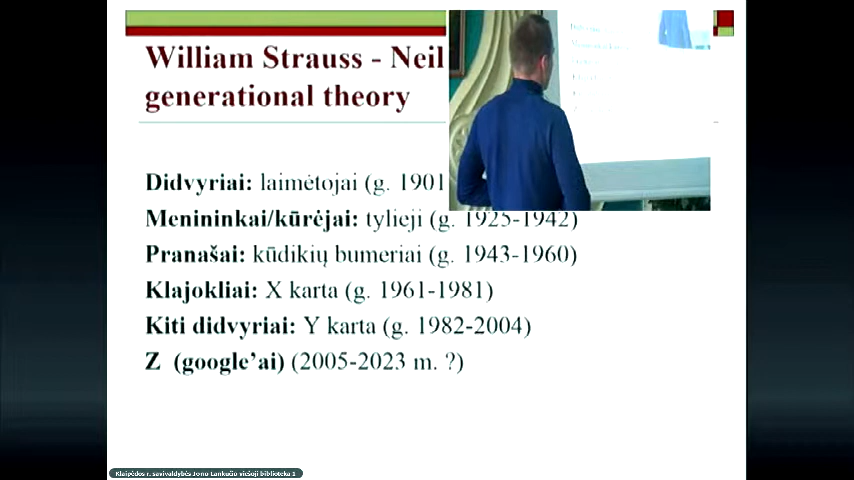 William Strauss - Neil
generational theory
Didvyriai: laimėtojai (g. 1901
Menininkai/kūrėjai: tylieji (g. 1925-1942)
Pranašai: kūdikių bumeriai (g. 1943-1960)
Klajokliai: X karta (g. 1961-1981)
Kiti didvyriai: Y karta (g. 1982-2004)
Z (google’ai) (2005-2023 m. ?)
Klaipėdos r. savivaldybės Jono Lankučio viešoji biblioteka 1